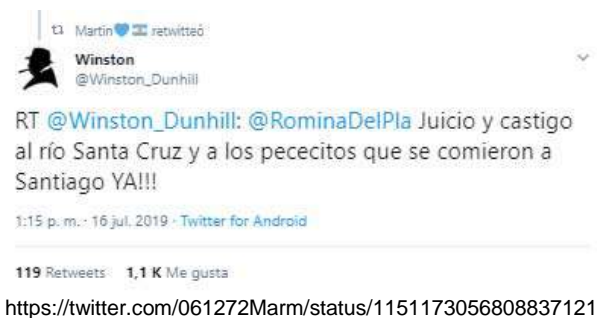 Martin💙🇦🇷 retwitteó
Winston
@Winston_Dunhill
RT @Winston_Dunhill: @RominaDelPla Juicio y castigo
al río Santa Cruz y a los pececitos que se comieron a
Santiago YA!!!
1:15 p. m. · 16 jul. 2019 · Twitter for Android
119 Retweets 1,1 K Me gusta
https://twitter.com/061272Marm/status/1151173056808837121